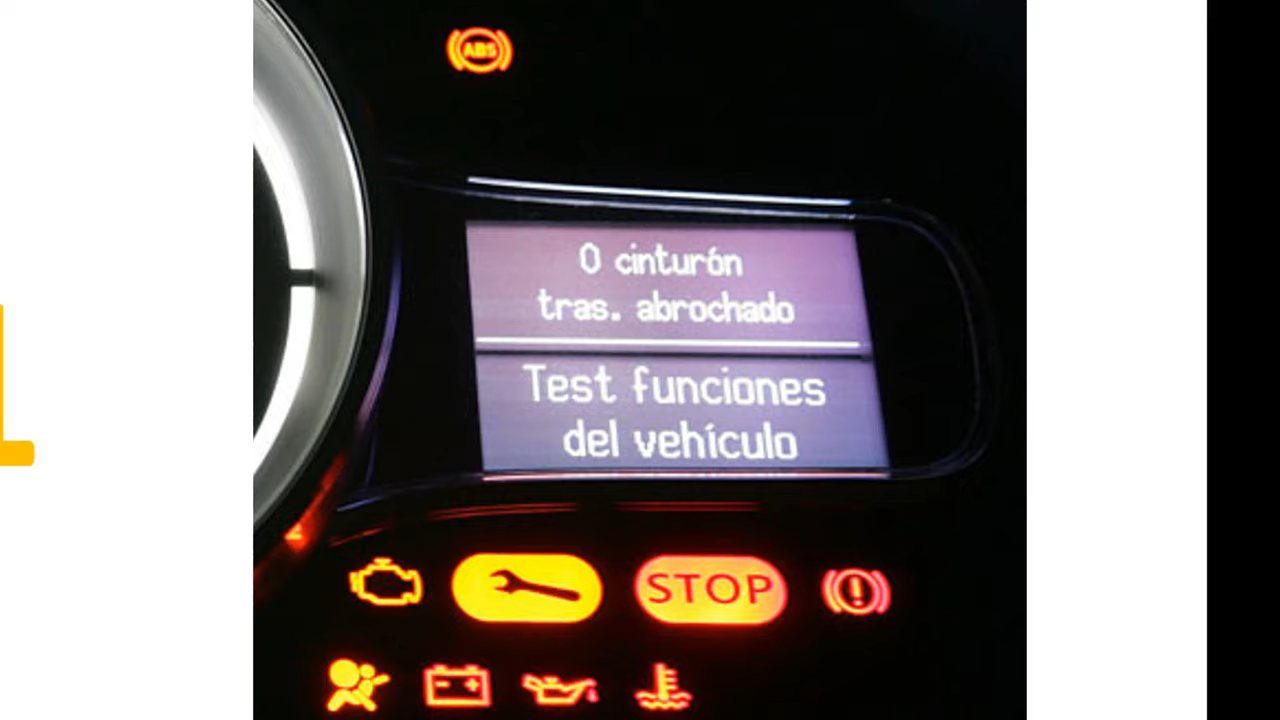 ABS
0 cinturón
tras. abrochado
Test funciones
del vehículo
STOP